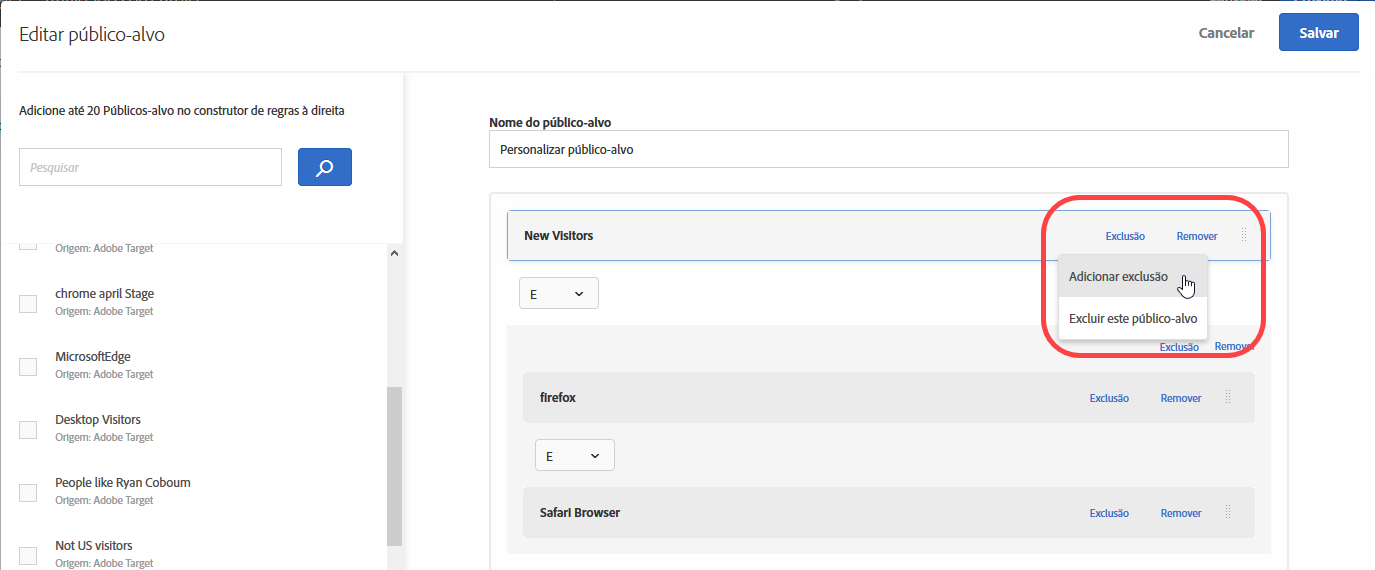 Editar público-alvo
Cancelar
Salvar
Adicione até 20 Públicos-alvo no construtor de regras à direita
Pesquisar
Origem: Adobe Target
chrome april Stage
Origem: Adobe Target
MicrosoftEdge
Origem: Adobe Target
Desktop Visitors
Origem: Adobe Target
People like Ryan Coboum
Origem: Adobe Target
Not US visitors
Origem: Adobe Target
Nome do público-alvo
Personalizar público-alvo
New Visitors
Exclusão
Remover
Adicionar exclusão
E
Excluir este público-alvo
Exclusão
Remover
firefox
Exclusão
Remover
E
Safari Browser
Exclusão
Remover